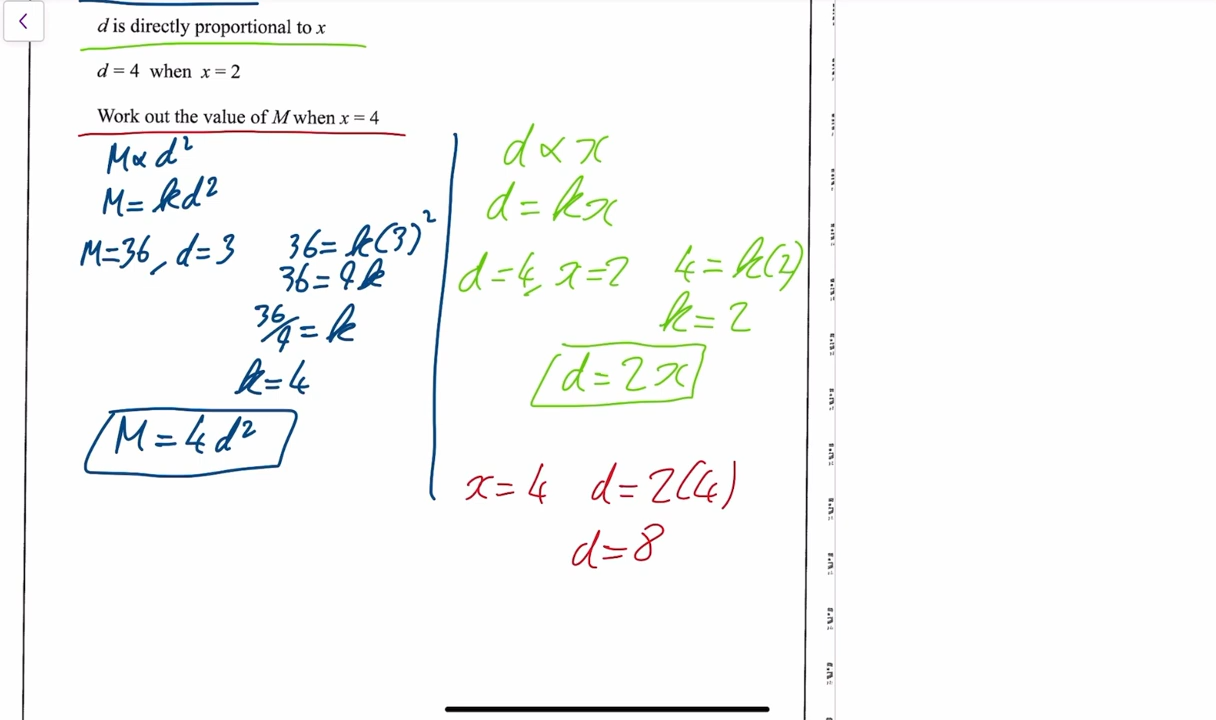 d is directly proportional to x
d = 4 when x = 2
Work out the value of M when x = 4
M ∝ d²
M = kd²
M=36, d=3 36 = k(3)²
36 = 9k
36/9 = k
k = 4
M = 4d²
d ∝ x
d = kx
d = 4, x = 2 4 = k(2)
k = 2
d = 2x
x = 4 d = 2(4)
d = 8